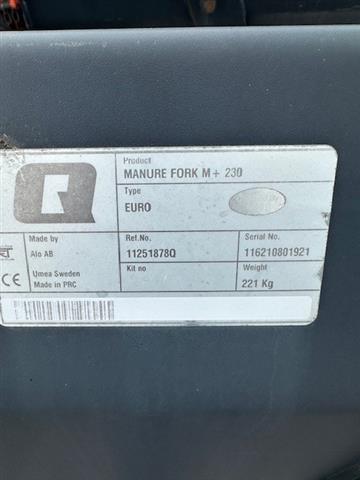 Product
MANURE FORK M+ 230
Type
EURO
Made by
Alo AB
Umea Sweden
Made in PRC
Ref.No.
11251878Q
Serial No.
116210801921
Kit no
Weight
221 Kg
CE